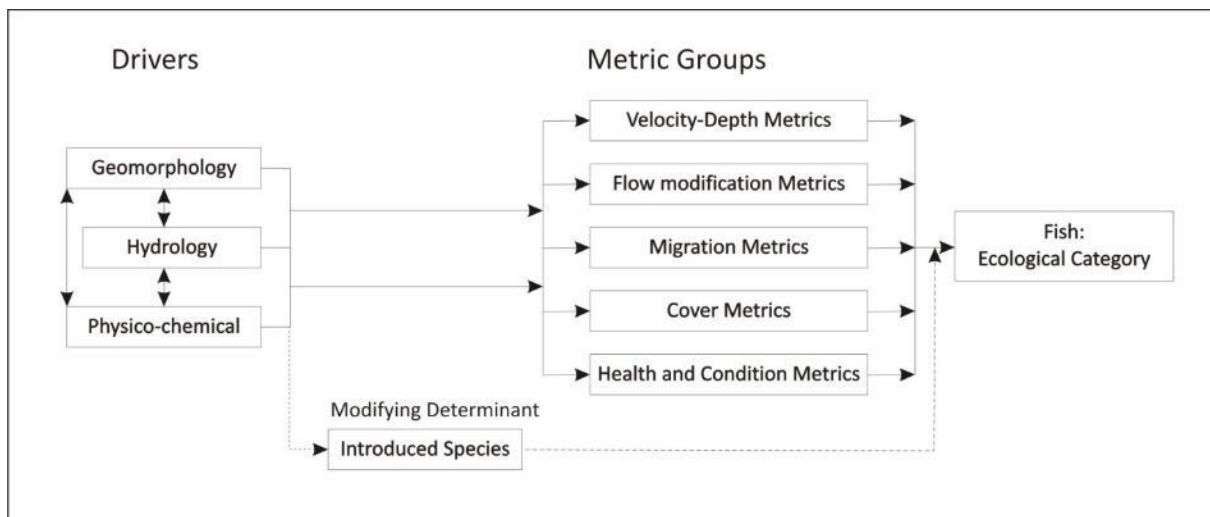 Drivers
Metric Groups
Geomorphology
Hydrology
Physico-chemical
Velocity-Depth Metrics
Flow modification Metrics
Migration Metrics
Cover Metrics
Health and Condition Metrics
Fish:
Ecological Category
Modifying Determinant
Introduced Species